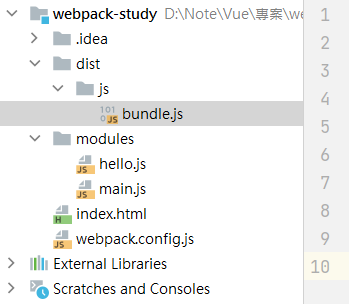 webpack-study D:\Note\Vue\專案\we
.idea
dist
js
bundle.js
modules
hello.js
main.js
index.html
webpack.config.js
External Libraries
Scratches and Consoles
1
2
3
4
5
6
7
8
9
10